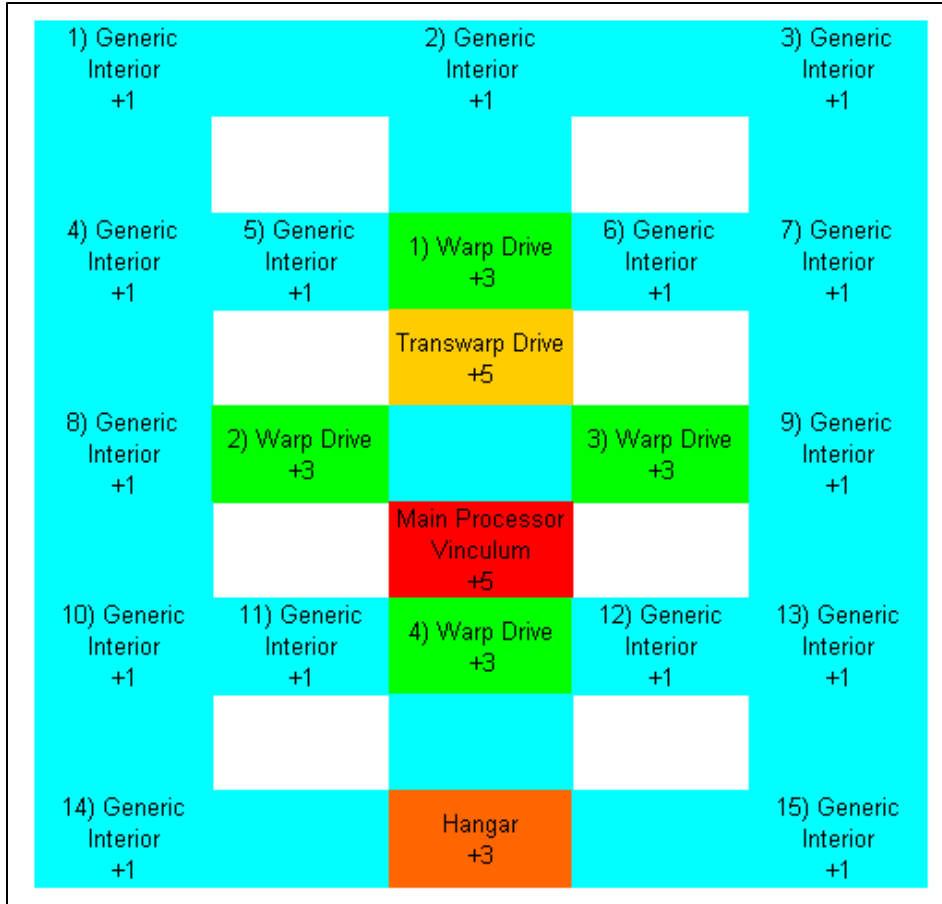 1) Generic
Interior
+1
2) Generic
Interior
+1
3) Generic
Interior
+1
4) Generic
Interior
+1
5) Generic
Interior
+1
1) Warp Drive
+3
6) Generic
Interior
+1
7) Generic
Interior
+1
Transwarp Drive
+5
8) Generic
Interior
+1
2) Warp Drive
+3
3) Warp Drive
+3
9) Generic
Interior
+1
Main Processor
Vinculum
+5
10) Generic
Interior
+1
11) Generic
Interior
+1
4) Warp Drive
+3
12) Generic
Interior
+1
13) Generic
Interior
+1
14) Generic
Interior
+1
Hangar
+3
15) Generic
Interior
+1